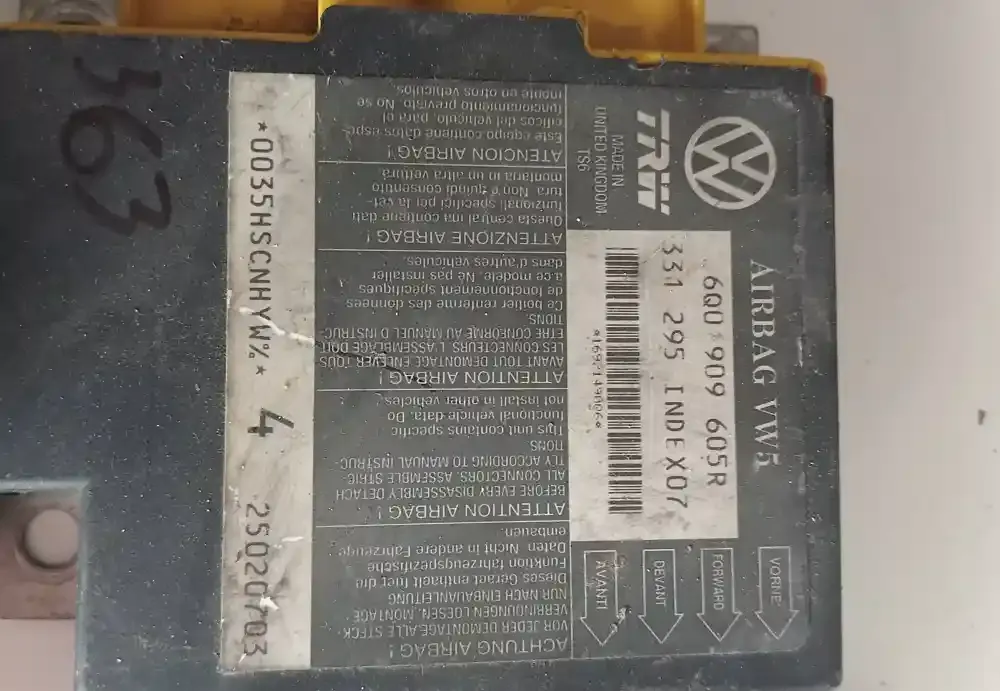 363
AIRBAG VW5
TRW
MADE IN
UNITED KINGDOM
TS6
6Q0 909 605R
331 295 INDEX07
*1692149006*
VORNE
FORWARD
DEVANT
AVANTI
ACHTUNG AIRBAG !
VOR JEDER DEMONTAGE ALLE STECK-
VERBINDUNGEN LOESEN, MONTAGE
NUR NACH EINBAUANLEITUNG
Dieses Geraet enthaelt fuer die
Funktion fahrzeugspezifische
Daten. Nicht in andere Fahrzeuge
einbauen.
ATTENTION AIRBAG !
BEFORE EVERY DISASSEMBLY DETACH
ALL CONNECTORS, ASSEMBLE STRIC-
TLY ACCORDING TO MANUAL INSTRUC-
TIONS
This unit contains specific
functional vehicle data. Do
not install in other vehicles.
ATTENTION AIRBAG !
AVANT TOUT DEMONTAGE ENLEVER TOUS
LES CONNECTEURS. L'ASSEMBLAGE DOIT
ETRE CONFORME AU MANUEL D'INSTRUC-
TIONS.
Ce boitier renferme des données
de fonctionnement specifiques
a ce modele. Ne pas installer
dans d'autres vehicules.
ATTENZIONE AIRBAG !
Questa centralina contiene dati
funzionali specifici per la vet-
tura. Non e quindi consentito
montarla in un altra vettura
ATENCION AIRBAG !
Este equipo contiene datos espe-
cificos del vehiculo, para el
funcionamiento previsto. No se
monte en otros vehiculos.
*0035HSCNHYW%* 4 25020703